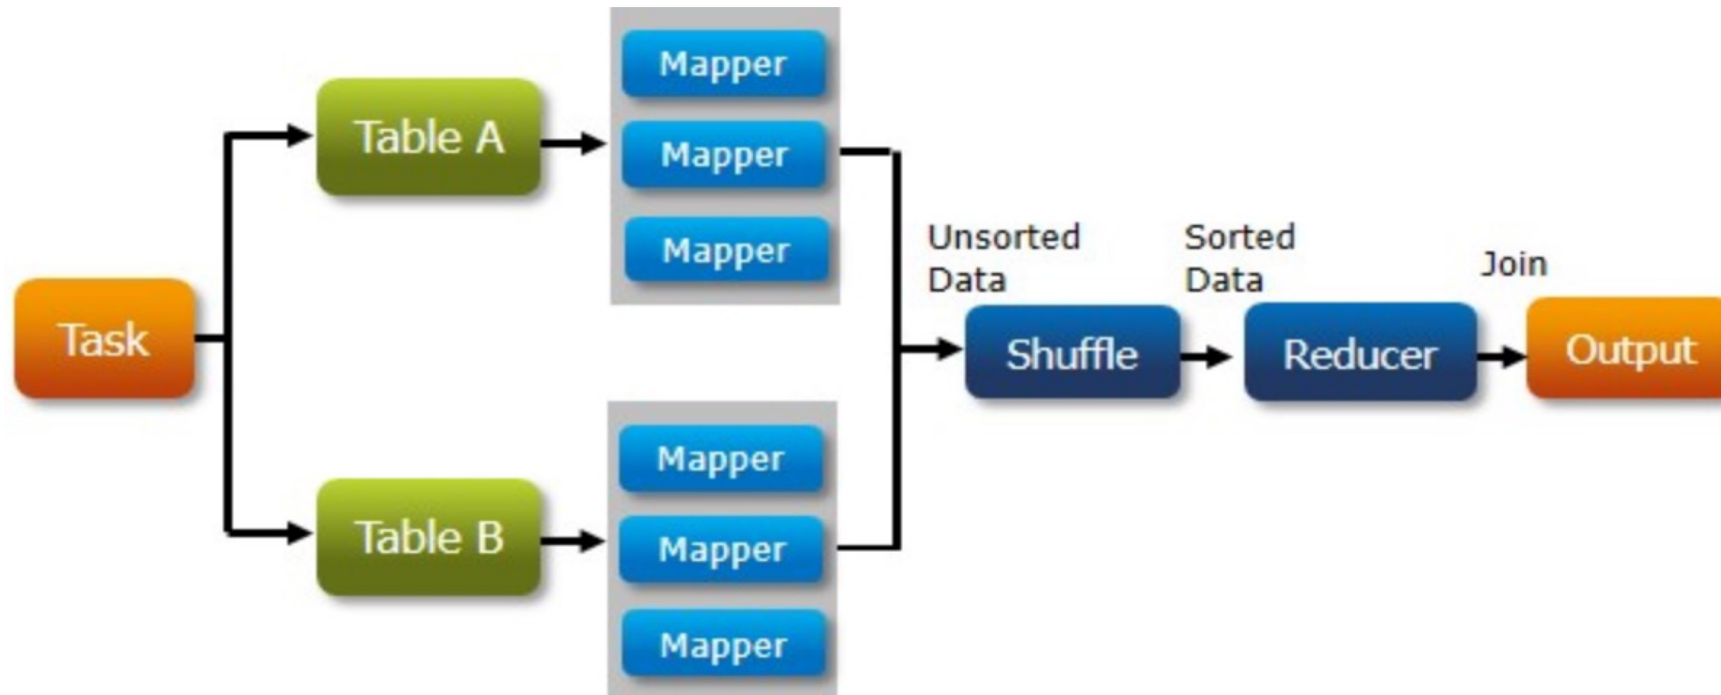 Mapper
Table A
Mapper
Mapper
Unsorted
Data
Sorted
Data
Join
Task
Shuffle
Reducer
Output
Mapper
Table B
Mapper
Mapper